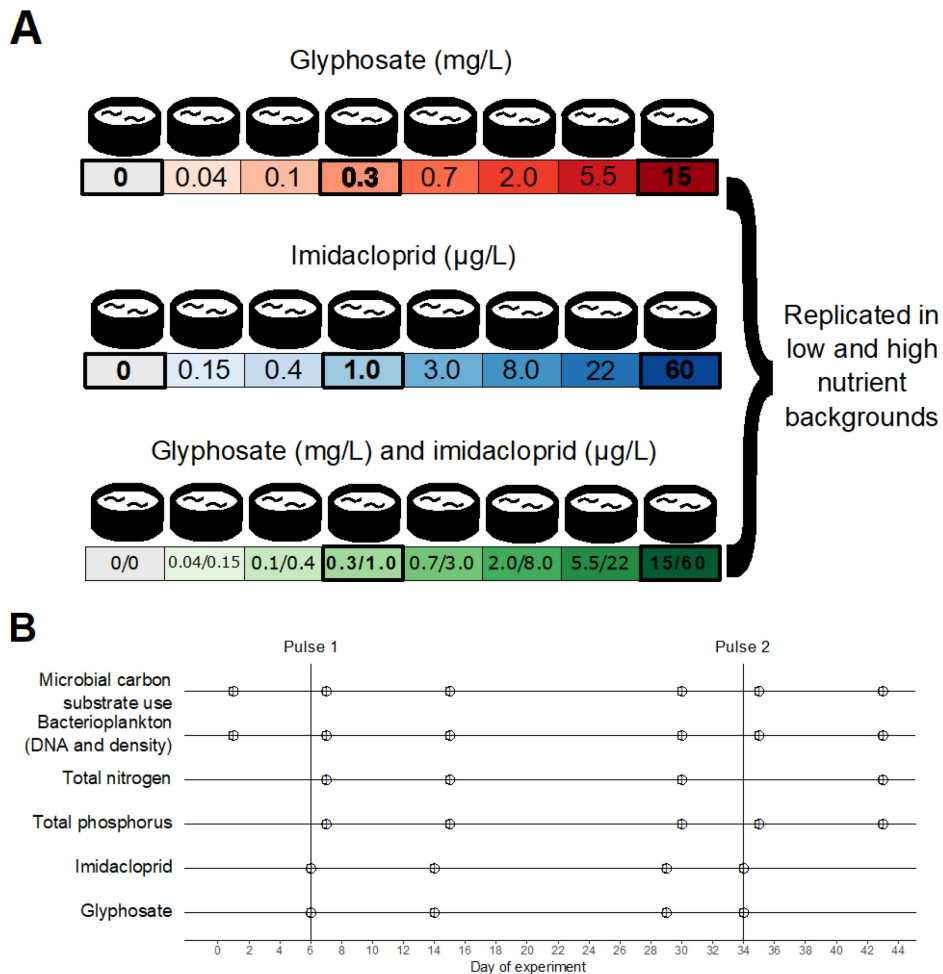 A
Glyphosate (mg/L)
0 0.04 0.1 0.3 0.7 2.0 5.5 15
Imidacloprid (µg/L)
0 0.15 0.4 1.0 3.0 8.0 22 60
Replicated in
low and high
nutrient
backgrounds
Glyphosate (mg/L) and imidacloprid (µg/L)
0/0 0.04/0.15 0.1/0.4 0.3/1.0 0.7/3.0 2.0/8.0 5.5/22 15/60
B
Pulse 1 Pulse 2
Microbial carbon
substrate use
Bacterioplankton
(DNA and density)
Total nitrogen
Total phosphorus
Imidacloprid
Glyphosate
0 2 4 6 8 10 12 14 16 18 20 22 24 26 28 30 32 34 36 38 40 42 44
Day of experiment